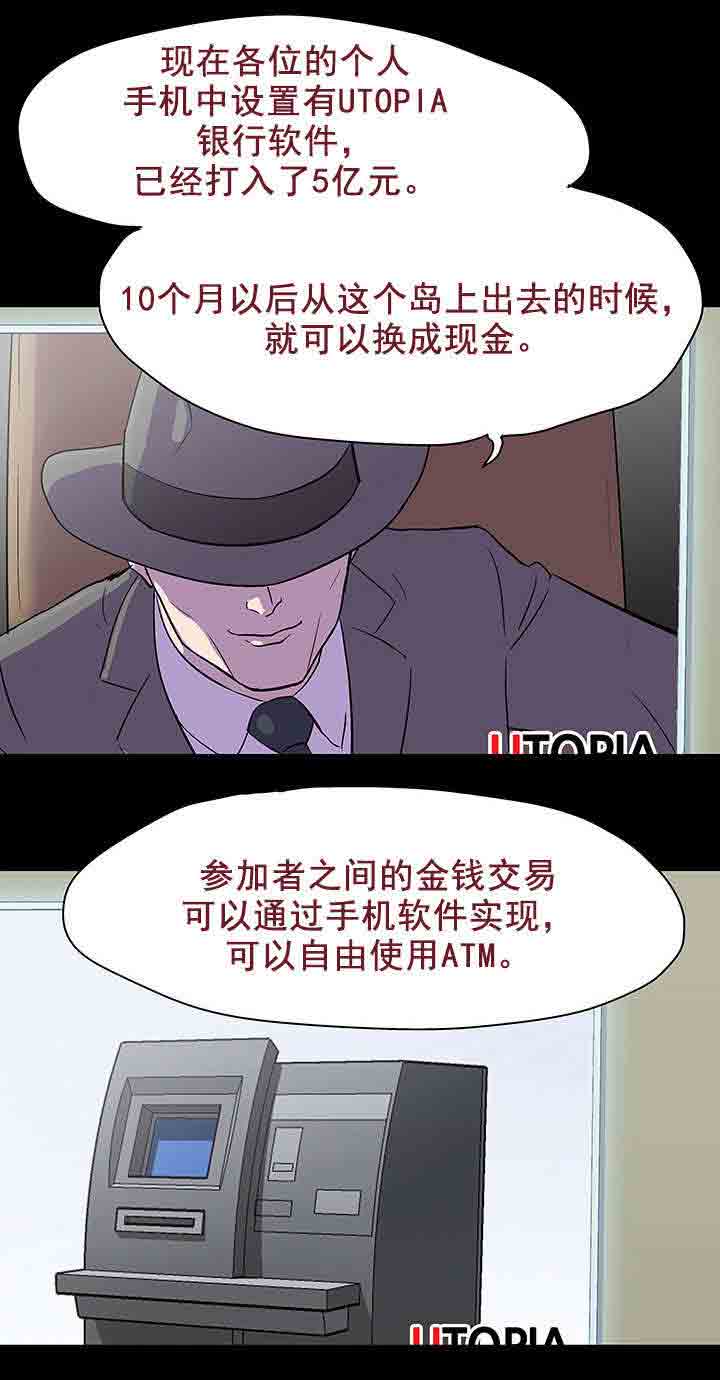 现在各位的个人
手机中设置有UTOPIA
银行软件，
已经打入了5亿元。
10个月以后从这个岛上出去的时候，
就可以换成现金。
UTOPIA
参加者之间的金钱交易
可以通过手机软件实现，
可以自由使用ATM。
UTOPIA